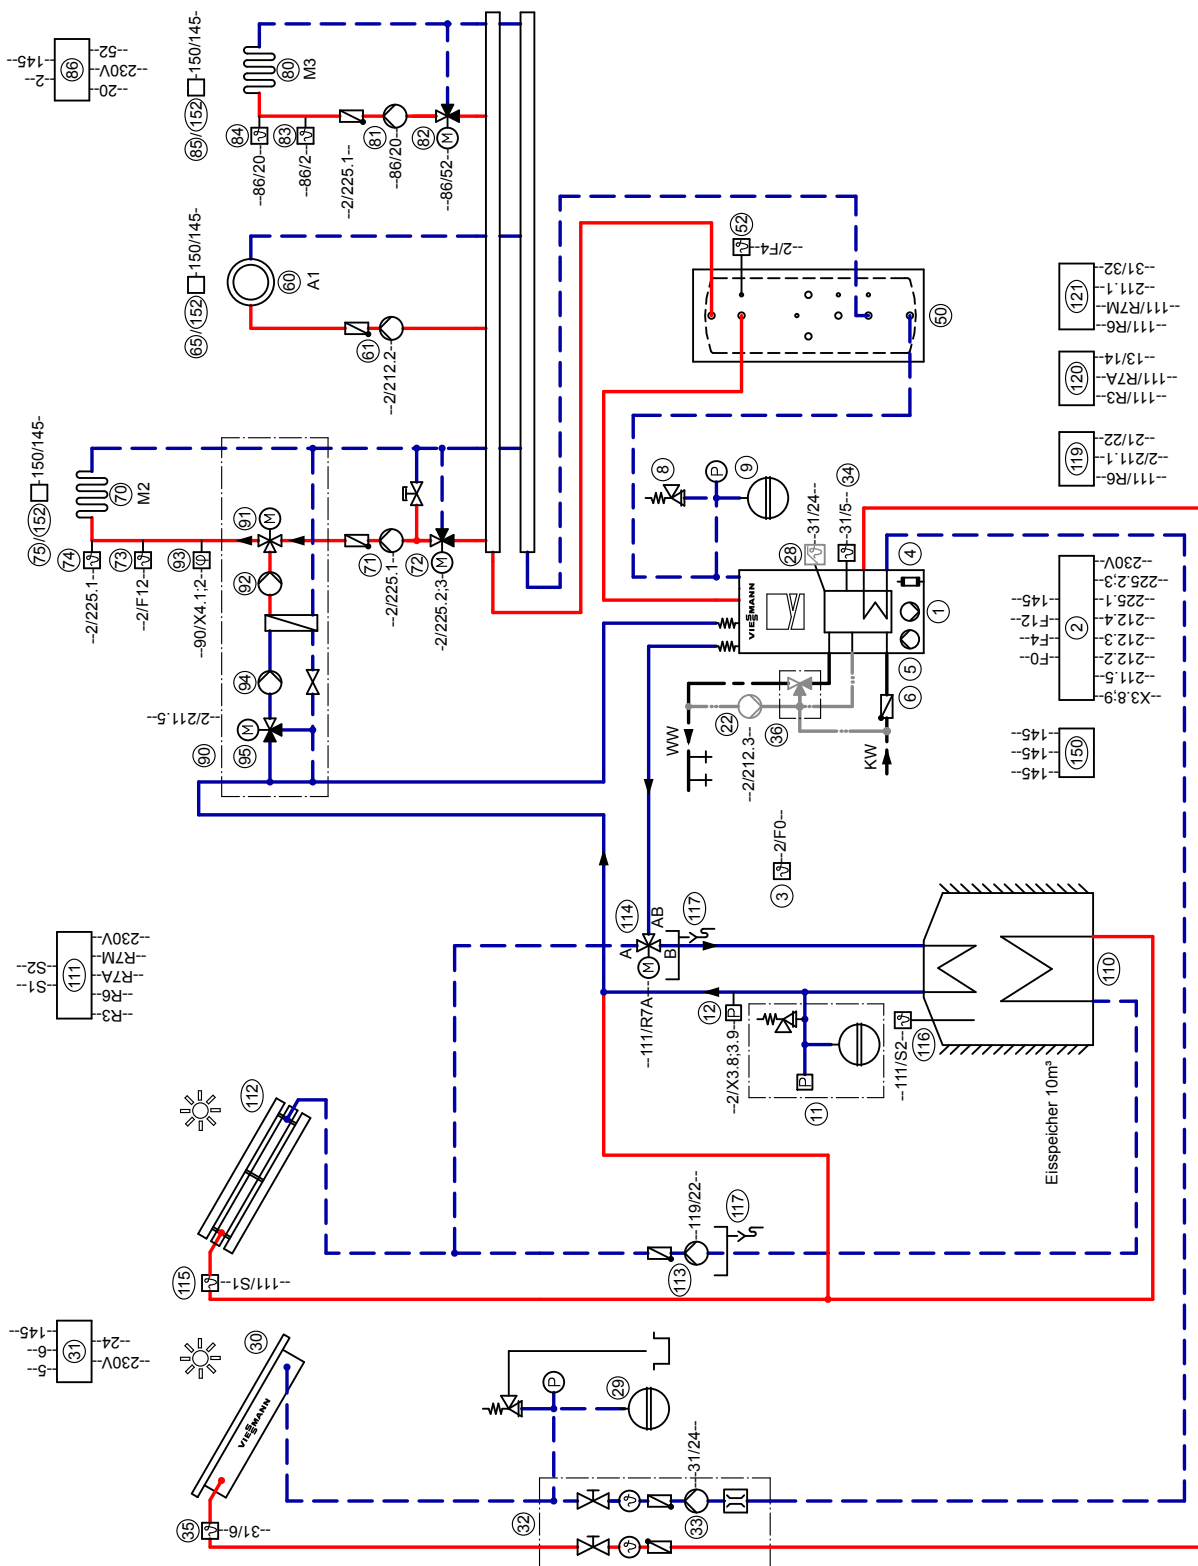 --52-
--230V--
--20-
86
145--
--2--
85/152
-150/145-
80
M3
84
--86/20--
83
--86/2---
--2/225.1--
81
--86/20--
82
M
--86/52--
65/152
-150/145-
60
A1
61
--2/212.2--
75/152
-150/145-
70
M2
74
--2/225.1--
73
--2/F12--
93
--90/X4.1;2--
91
M
92
71
--2/225.1--
72
M
-2/225.2;3--
94
95
M
--2/211.5--
90
52
--2/F4--
50
8
P
9
28
--31/24--
34
--31/5--
VIESSMANN
4
1
5
6
22
--2/212.3--
36
WW
KW
3
--2/F0--
121
--31/32-
--211.1-
--111/R7M-
--111/R6-
120
--13/14-
--111/R7A-
--111/R3-
119
--21/22-
--2/211.1-
--111/R6-
2
--230V-
--225.2;3-
--225.1-
--212.4-
--212.3-
--212.2-
--211.5-
--X3.8;9-
145--
F12--
F4--
F0--
150
145--
145--
145--
111
--230V-
--R7M-
--R7A-
--R6-
--R3-
S2--
S1--
114
A
AB
B
M
--111/R7A--
117
12
P
--2/X3.8;3.9--
P
11
116
--111/S2--
110
Eisspeicher 10m³
112
115
--111/S1--
113
--119/22--
117
31
145--
--6--
--5--
--24-
--230V--
30
VIESSMANN
35
--31/6--
P
29
32
33
--31/24--